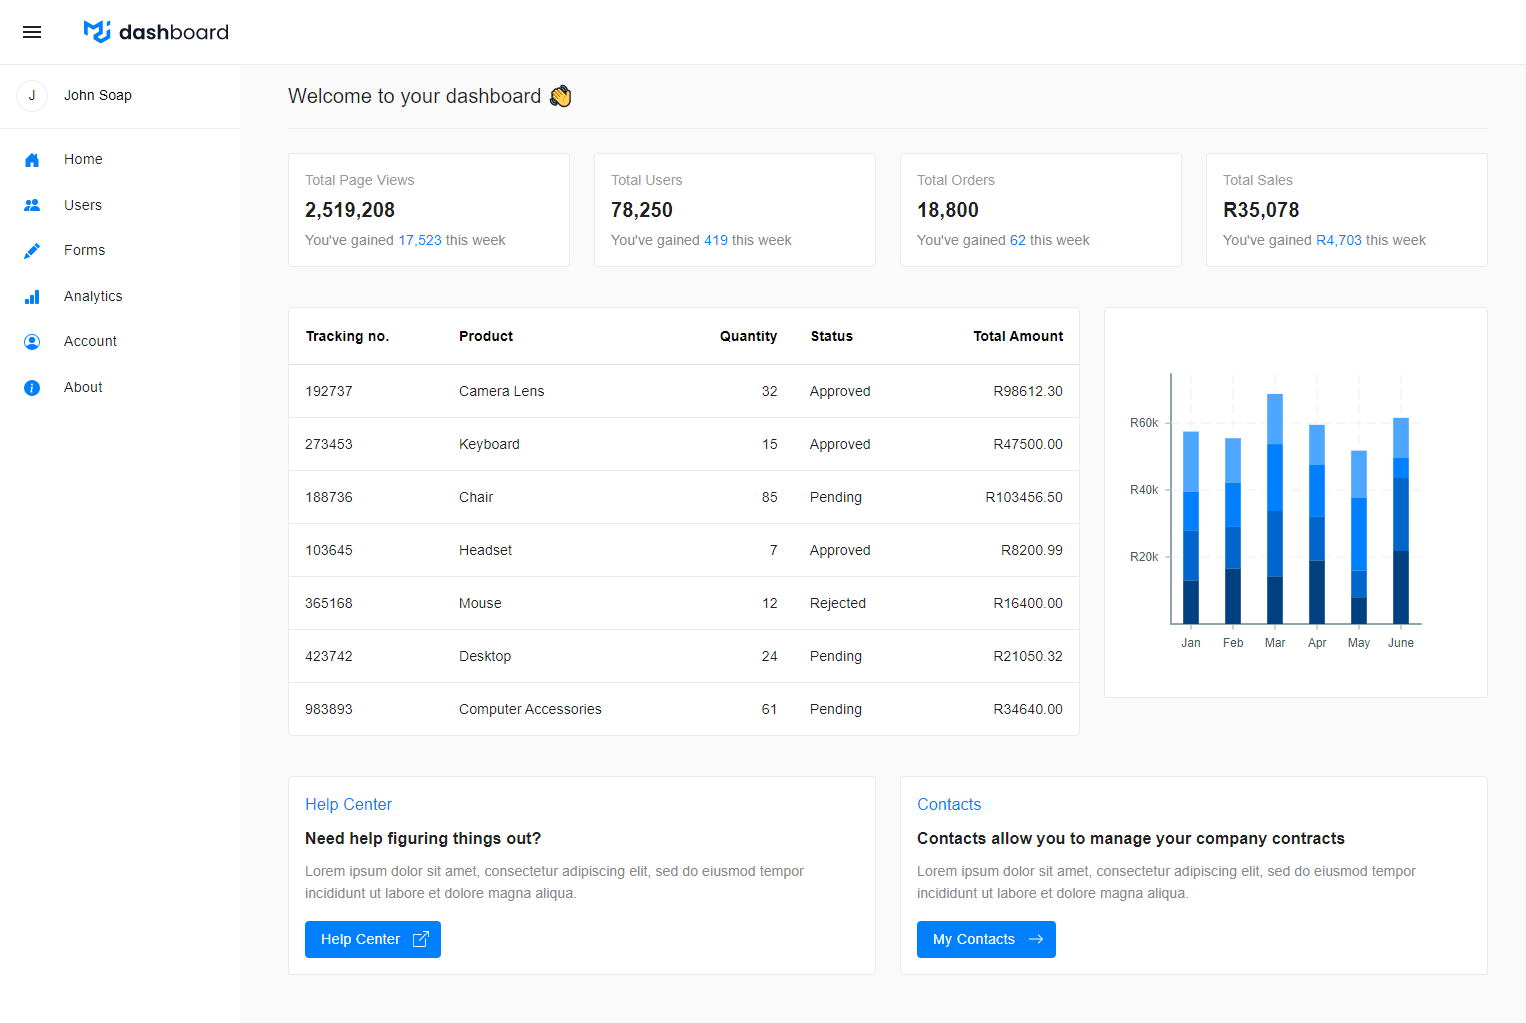 dashboard
J John Soap
Home
Users
Forms
Analytics
Account
About
Welcome to your dashboard 👋
Total Page Views
2,519,208
You've gained 17,523 this week
Total Users
78,250
You've gained 419 this week
Total Orders
18,800
You've gained 62 this week
Total Sales
R35,078
You've gained R4,703 this week
Tracking no. Product Quantity Status Total Amount
192737 Camera Lens 32 Approved R98612.30
273453 Keyboard 15 Approved R47500.00
188736 Chair 85 Pending R103456.50
103645 Headset 7 Approved R8200.99
365168 Mouse 12 Rejected R16400.00
423742 Desktop 24 Pending R21050.32
983893 Computer Accessories 61 Pending R34640.00
R60k
R40k
R20k
Jan Feb Mar Apr May June
Help Center
Need help figuring things out?
Lorem ipsum dolor sit amet, consectetur adipiscing elit, sed do eiusmod tempor
incididunt ut labore et dolore magna aliqua.
Help Center
Contacts
Contacts allow you to manage your company contracts
Lorem ipsum dolor sit amet, consectetur adipiscing elit, sed do eiusmod tempor
incididunt ut labore et dolore magna aliqua.
My Contacts